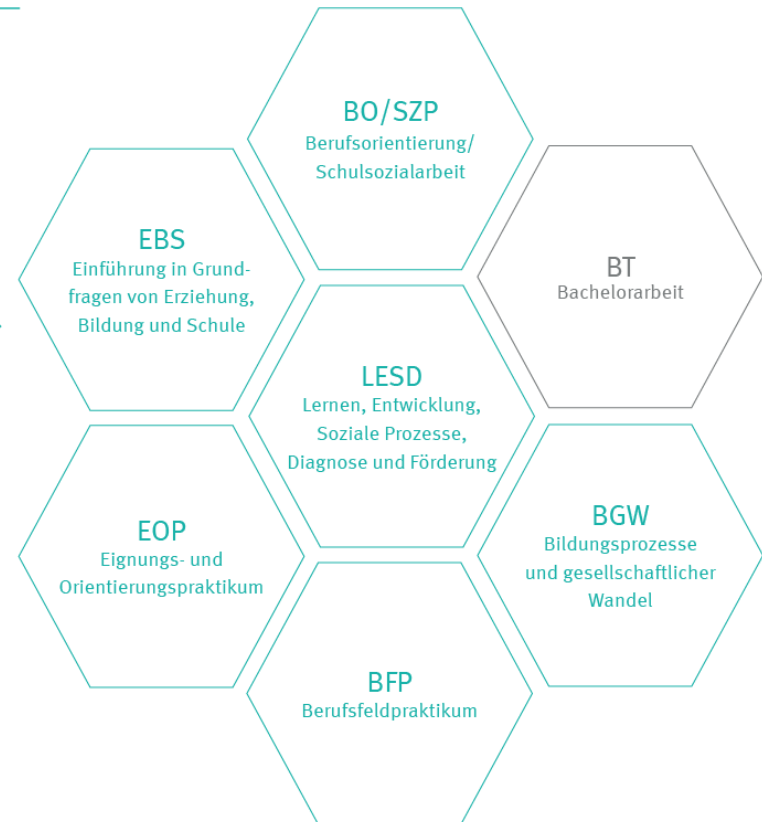 BO/SZP
Berufsorientierung/
Schulsozialarbeit
EBS
Einführung in Grund-
fragen von Erziehung,
Bildung und Schule
BT
Bachelorarbeit
LESD
Lernen, Entwicklung,
Soziale Prozesse,
Diagnose und Förderung
EOP
Eignungs- und
Orientierungspraktikum
BGW
Bildungsprozesse
und gesellschaftlicher
Wandel
BFP
Berufsfeldpraktikum